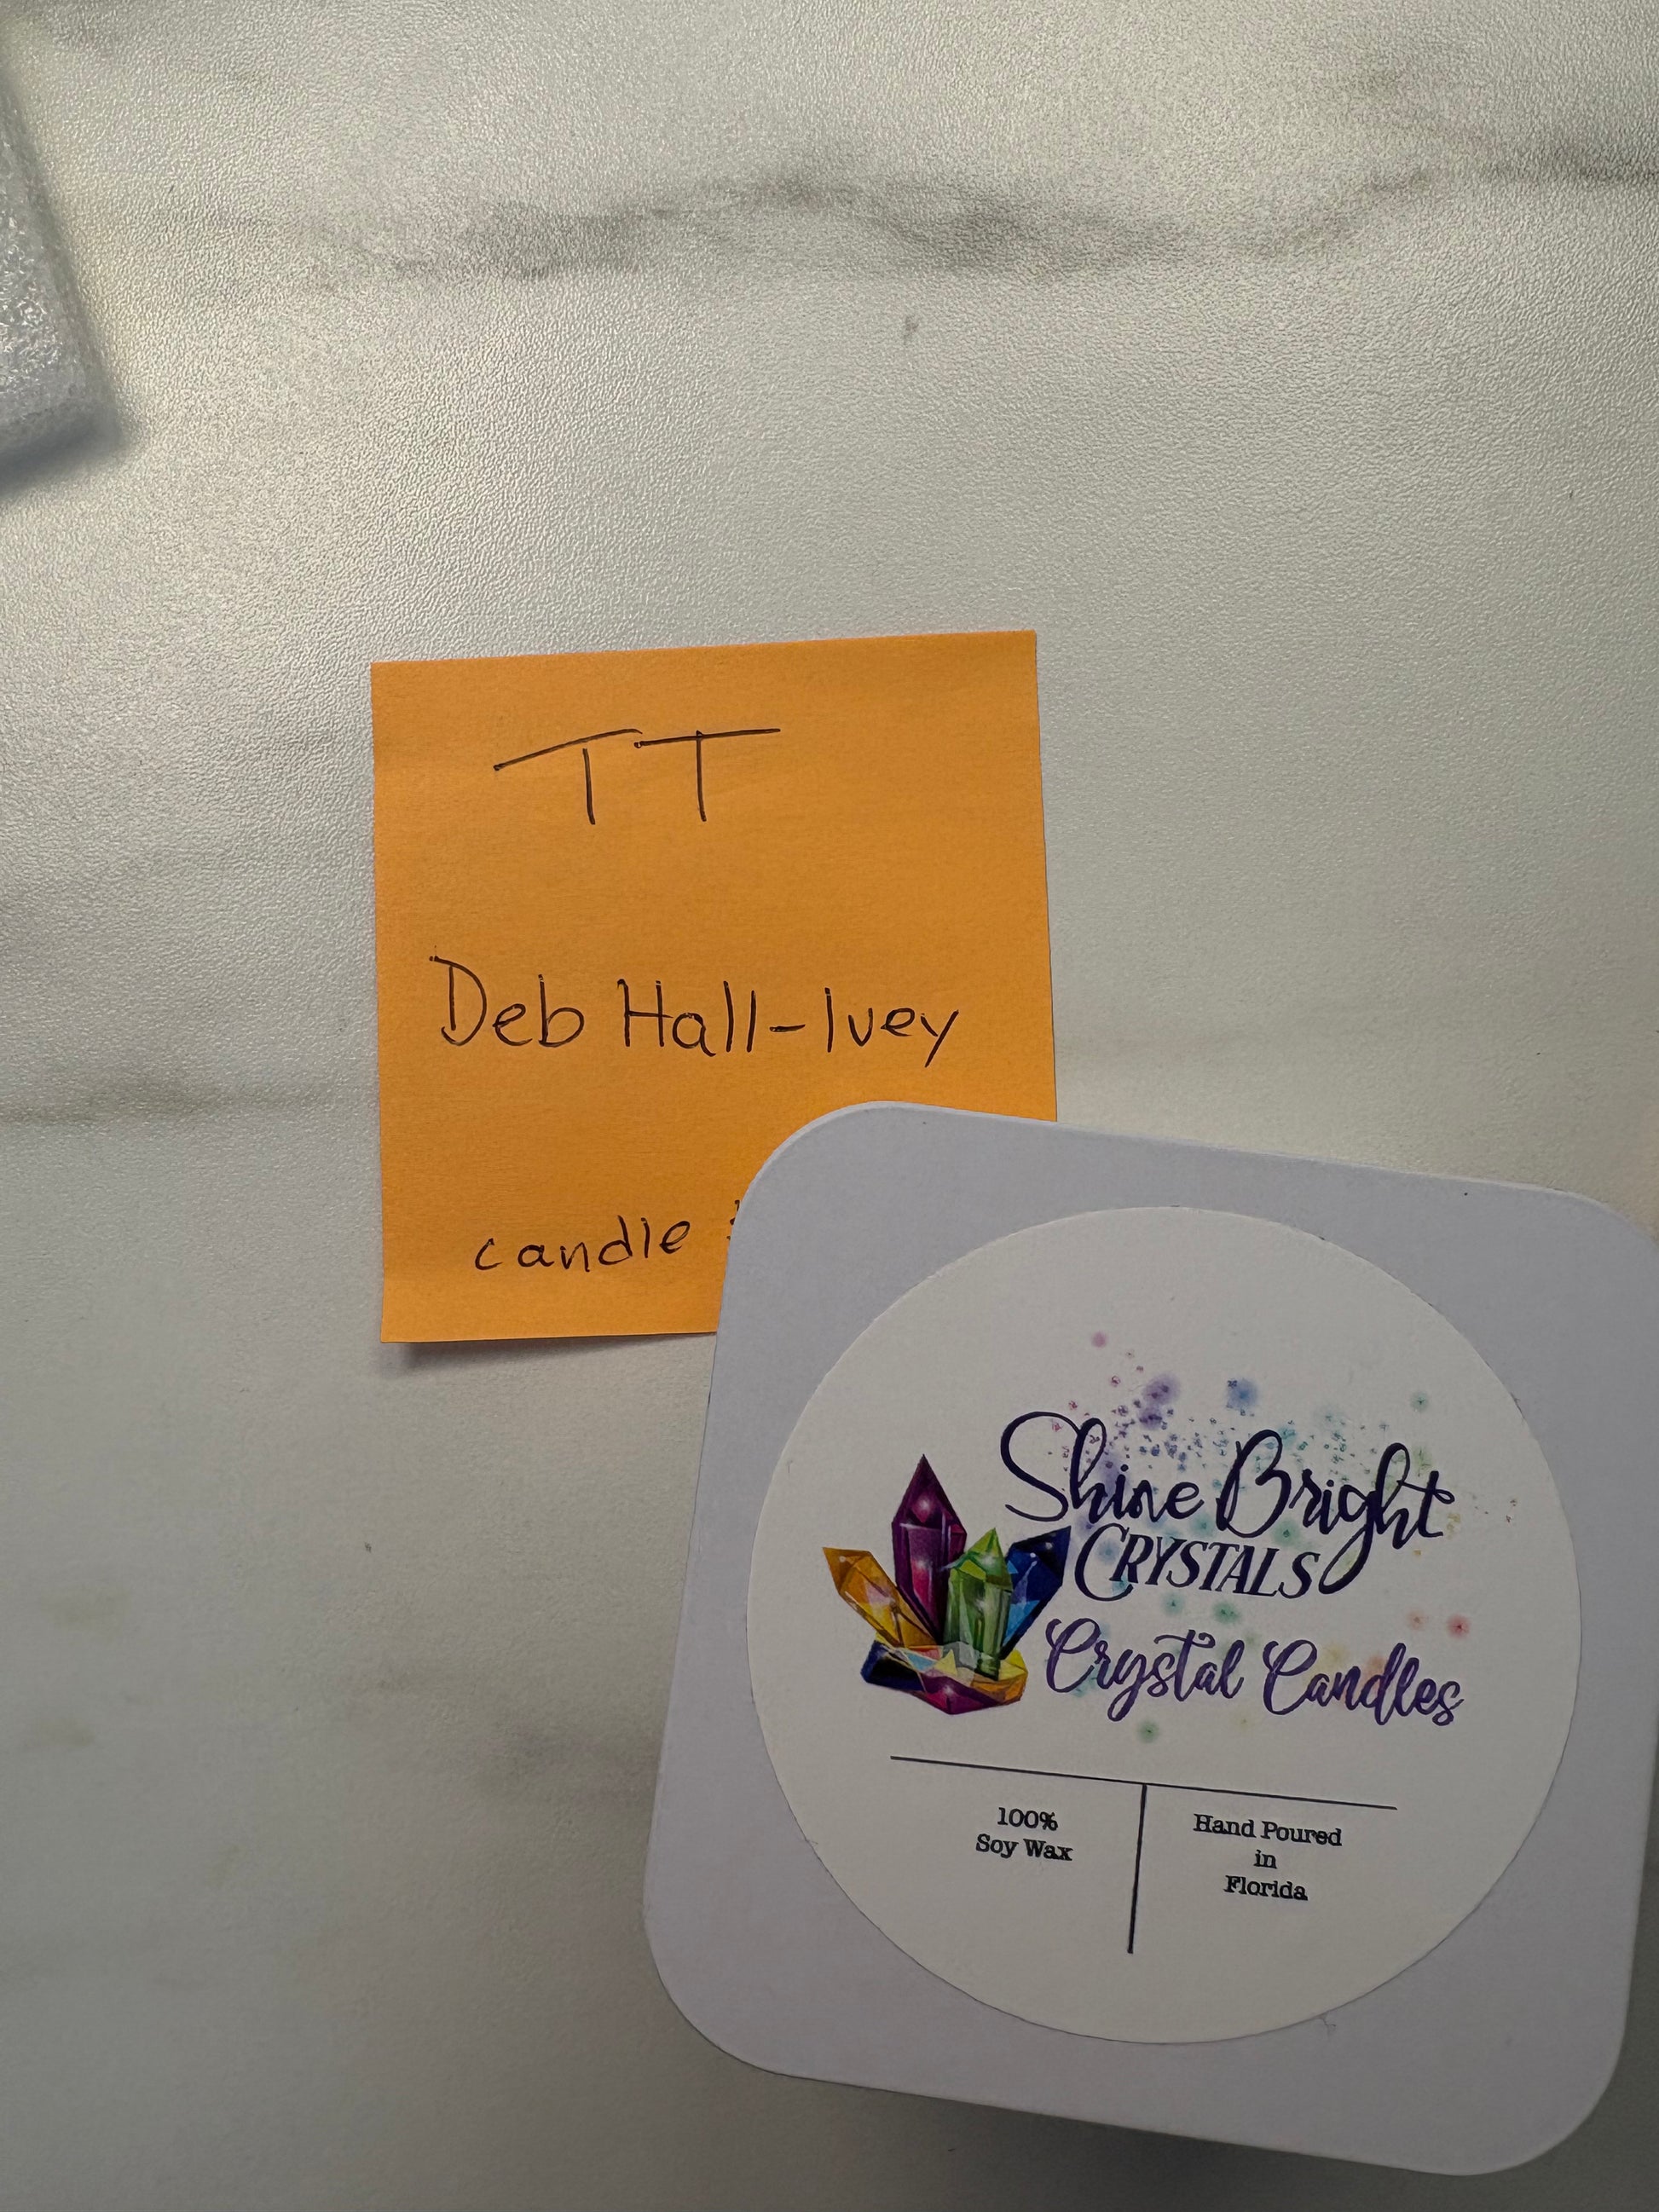 TT
Deb Hall-Ivey
candle
Shine Bright
CRYSTALS
Crystal Candles
100%
Soy Wax
Hand Poured
in
Florida